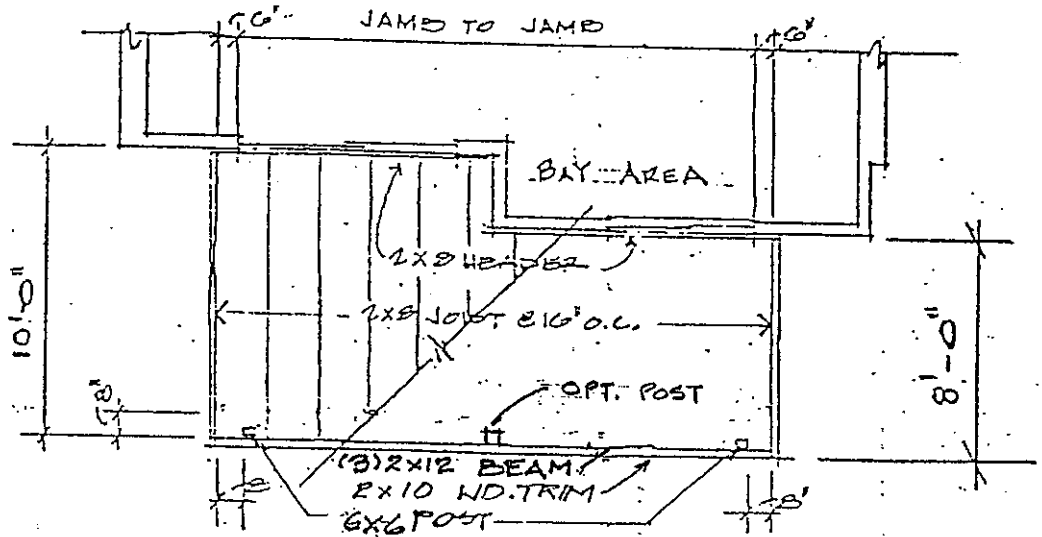 6" JAMB TO JAMB 6"
BAY AREA
2X8 HEADER
2X8 JOIST @ 16" O.C.
10'-0"
8'-0"
8"
OPT. POST
(3) 2X12 BEAM
2X10 WD. TRIM
8" 8"
6X6 POST